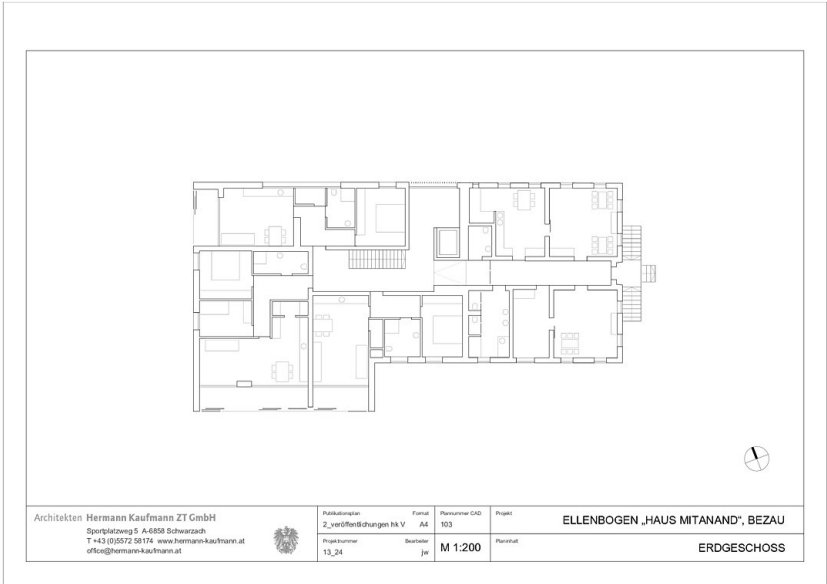 Architekten Hermann Kaufmann ZT GmbH
Sportplatzweg 5 A-6858 Schwarzach
T +43 (0)5572 58174 www.hermann-kaufmann.at
office@hermann-kaufmann.at
Publikationsplan Format
2_veröffentlichungen hk V A4
Projektnummer Bearbeiter
13_24 jw
Plannummer CAD
103
M 1:200
Projekt
ELLENBOGEN „HAUS MITANAND“, BEZAU
Planinhalt
ERDGESCHOSS